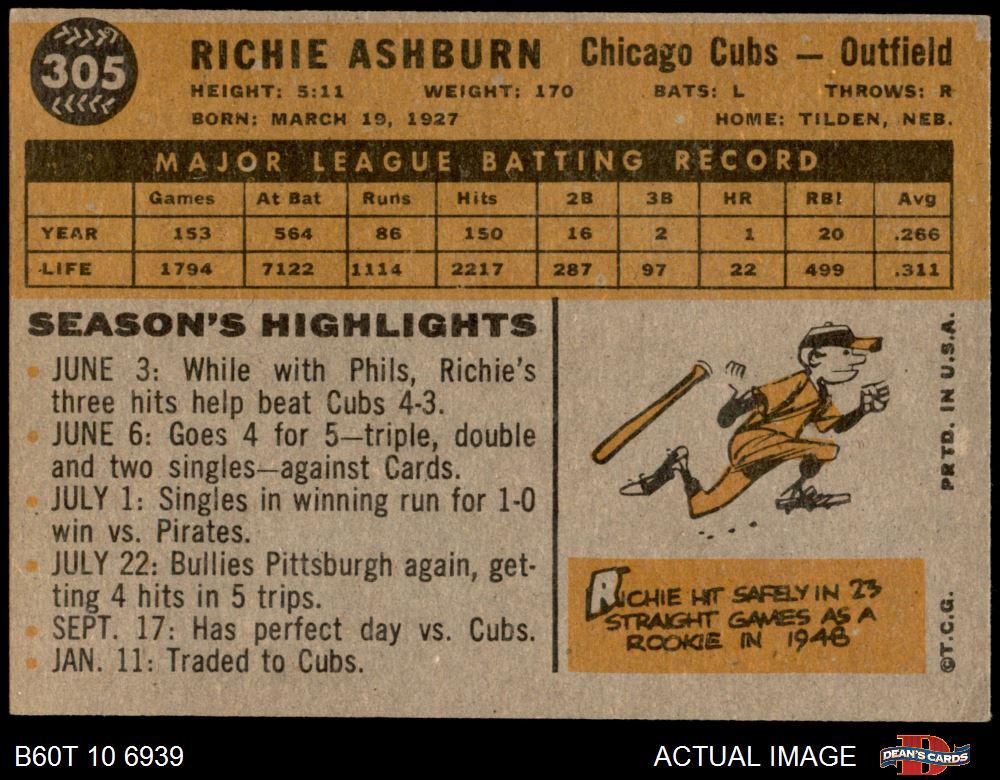 305
RICHIE ASHBURN Chicago Cubs — Outfield
HEIGHT: 5:11 WEIGHT: 170 BATS: L THROWS: R
BORN: MARCH 19, 1927 HOME: TILDEN, NEB.
MAJOR LEAGUE BATTING RECORD
Games At Bat Runs Hits 2B 3B HR RBI Avg
YEAR 153 564 86 150 16 2 1 20 .266
LIFE 1794 7122 1114 2217 287 97 22 499 .311
SEASON'S HIGHLIGHTS
• JUNE 3: While with Phils, Richie's
three hits help beat Cubs 4-3.
• JUNE 6: Goes 4 for 5—triple, double
and two singles—against Cards.
• JULY 1: Singles in winning run for 1-0
win vs. Pirates.
• JULY 22: Bullies Pittsburgh again, get-
ting 4 hits in 5 trips.
• SEPT. 17: Has perfect day vs. Cubs.
• JAN. 11: Traded to Cubs.
RICHIE HIT SAFELY IN 23
STRAIGHT GAMES AS A
ROOKIE IN 1948
©T.C.G. PRTD. IN U.S.A.
B60T 10 6939 ACTUAL IMAGE DEAN'S CARDS